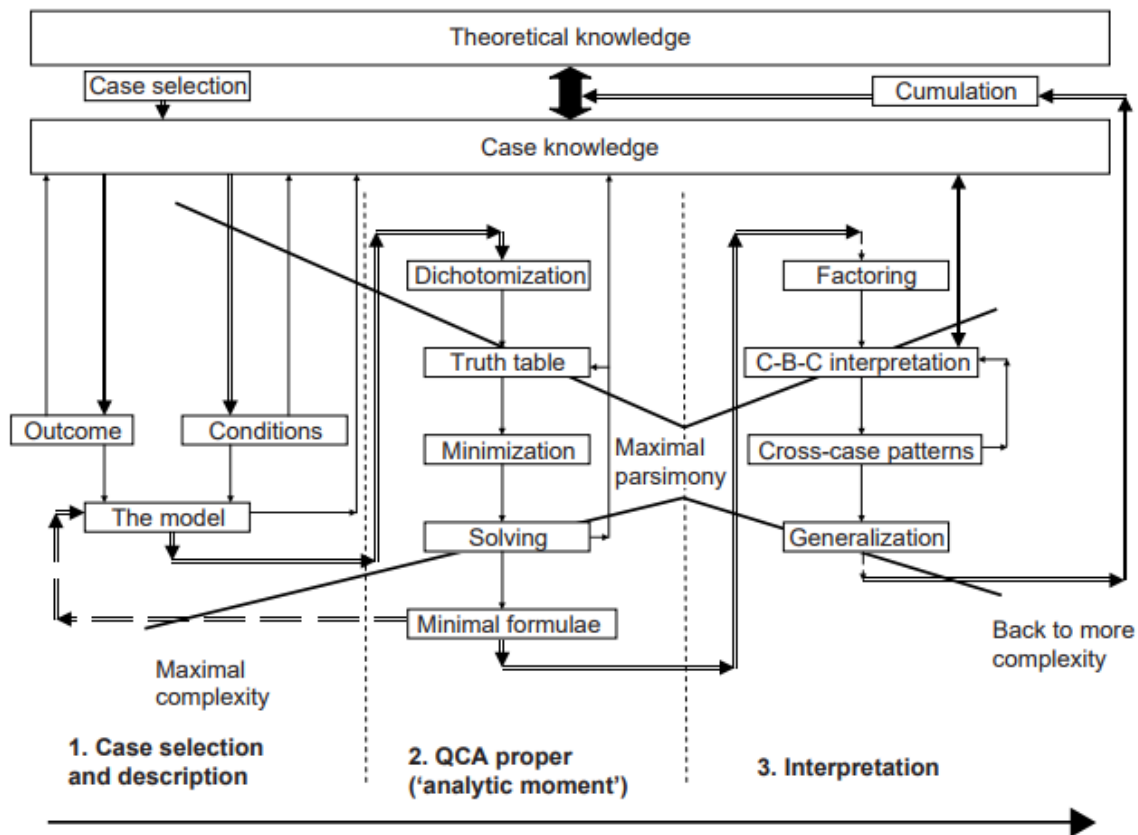 Theoretical knowledge
Case selection
Cumulation
Case knowledge
Dichotomization
Factoring
Truth table
C-B-C interpretation
Outcome
Conditions
Minimization
Maximal
parsimony
Cross-case patterns
The model
Solving
Generalization
Minimal formulae
Back to more
complexity
Maximal
complexity
1. Case selection
and description
2. QCA proper
(‘analytic moment’)
3. Interpretation